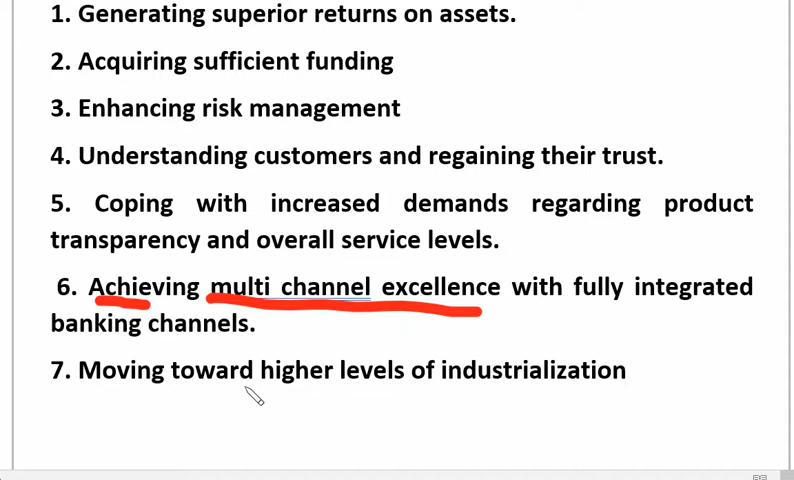 1. Generating superior returns on assets.
2. Acquiring sufficient funding
3. Enhancing risk management
4. Understanding customers and regaining their trust.
5. Coping with increased demands regarding product
transparency and overall service levels.
6. Achieving multi channel excellence with fully integrated
banking channels.
7. Moving toward higher levels of industrialization